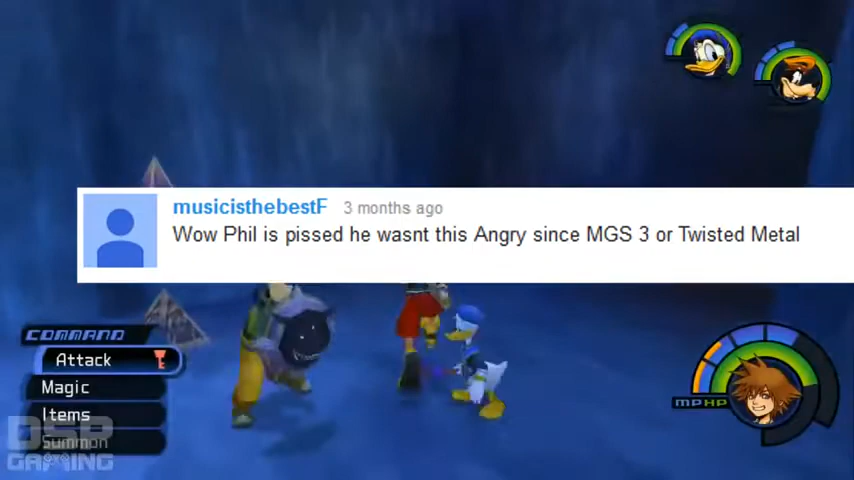 musicisthebestF 3 months ago
Wow Phil is pissed he wasnt this Angry since MGS 3 or Twisted Metal
COMMAND
Attack
Magic
Items
Summon
MP HP
DSP
GAMING